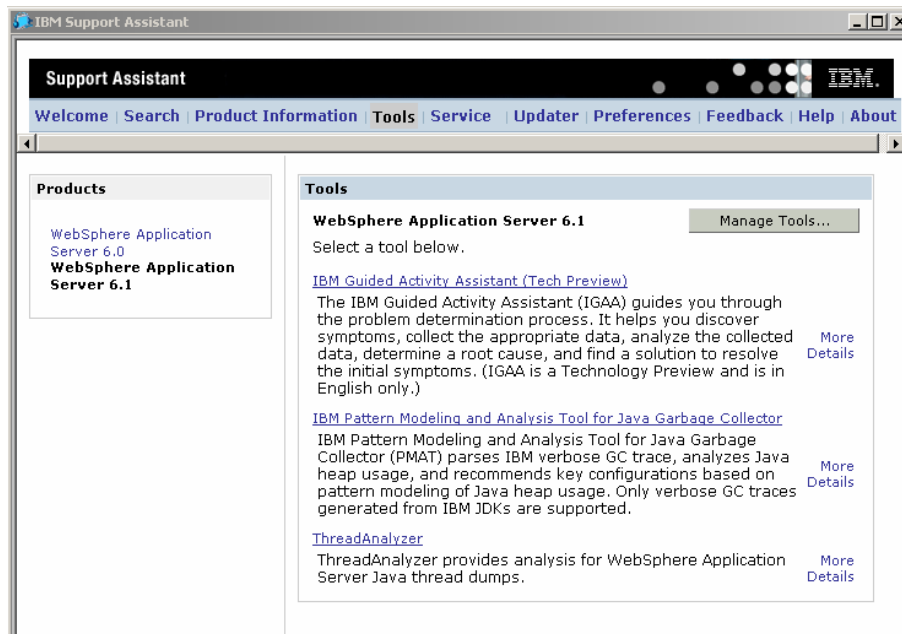 IBM Support Assistant
Support Assistant
IBM.
Welcome | Search | Product Information | Tools | Service | Updater | Preferences | Feedback | Help | About
Products
WebSphere Application
Server 6.0
WebSphere Application
Server 6.1
Tools
WebSphere Application Server 6.1
Manage Tools...
Select a tool below.
IBM Guided Activity Assistant (Tech Preview)
The IBM Guided Activity Assistant (IGAA) guides you through
the problem determination process. It helps you discover
symptoms, collect the appropriate data, analyze the collected
data, determine a root cause, and find a solution to resolve
the initial symptoms. (IGAA is a Technology Preview and is in
English only.)
More
Details
IBM Pattern Modeling and Analysis Tool for Java Garbage Collector
IBM Pattern Modeling and Analysis Tool for Java Garbage
Collector (PMAT) parses IBM verbose GC trace, analyzes Java
heap usage, and recommends key configurations based on
pattern modeling of Java heap usage. Only verbose GC traces
generated from IBM JDKs are supported.
More
Details
ThreadAnalyzer
ThreadAnalyzer provides analysis for WebSphere Application
Server Java thread dumps.
More
Details